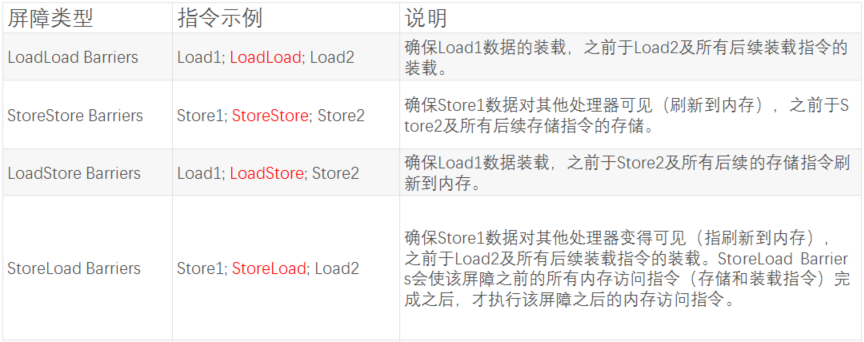 屏障类型 指令示例 说明
LoadLoad Barriers Load1; LoadLoad; Load2 确保Load1数据的装载，之前于Load2及所有后续装载指令的
装载。
StoreStore Barriers Store1; StoreStore; Store2 确保Store1数据对其他处理器可见（刷新到内存），之前于S
tore2及所有后续存储指令的存储。
LoadStore Barriers Load1; LoadStore; Store2 确保Load1数据装载，之前于Store2及所有后续的存储指令刷
新到内存。
StoreLoad Barriers Store1; StoreLoad; Load2 确保Store1数据对其他处理器变得可见（指刷新到内存），
之前于Load2及所有后续装载指令的装载。StoreLoad Barrier
s会使该屏障之前的所有内存访问指令（存储和装载指令）完
成之后，才执行该屏障之后的内存访问指令。